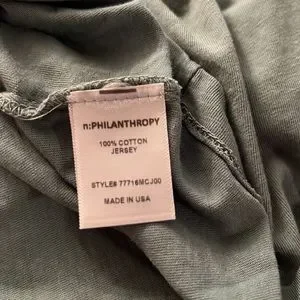 n:PHILANTHROPY
100% COTTON
JERSEY
STYLE# 77716MCJ00
MADE IN USA